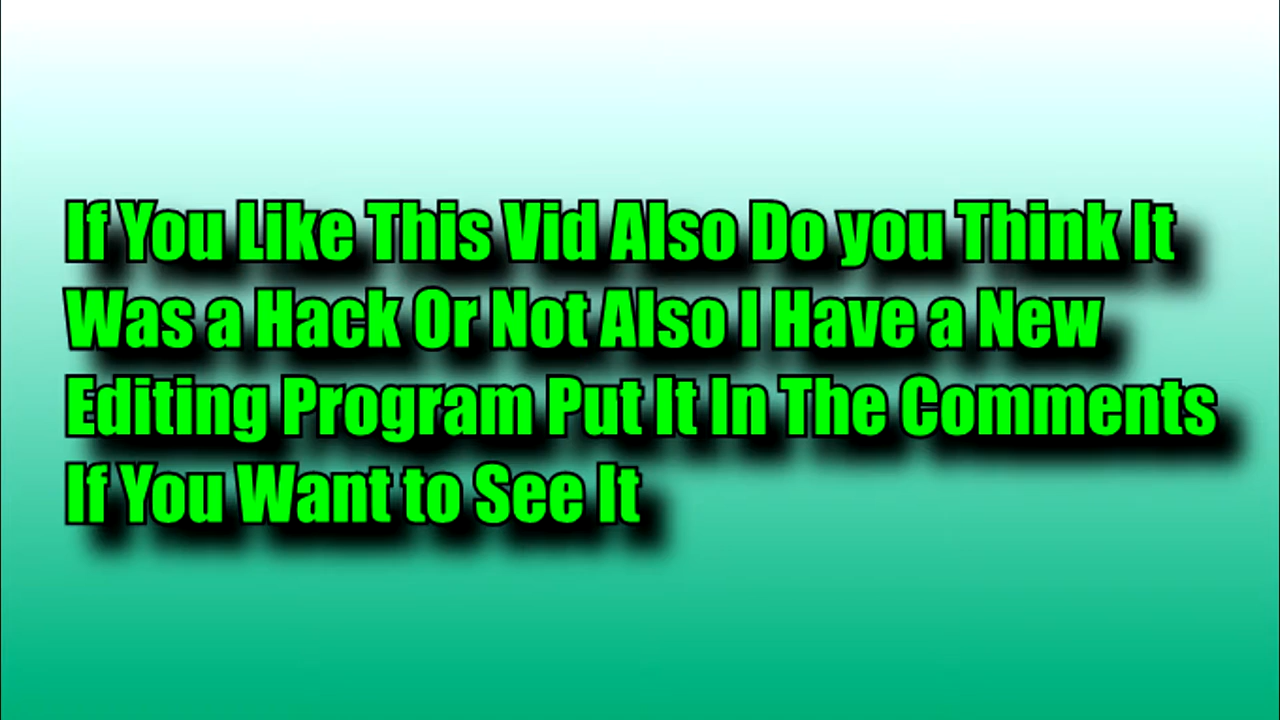 If You Like This Vid Also Do you Think It
Was a Hack Or Not Also I Have a New
Editing Program Put It In The Comments
If You Want to See It